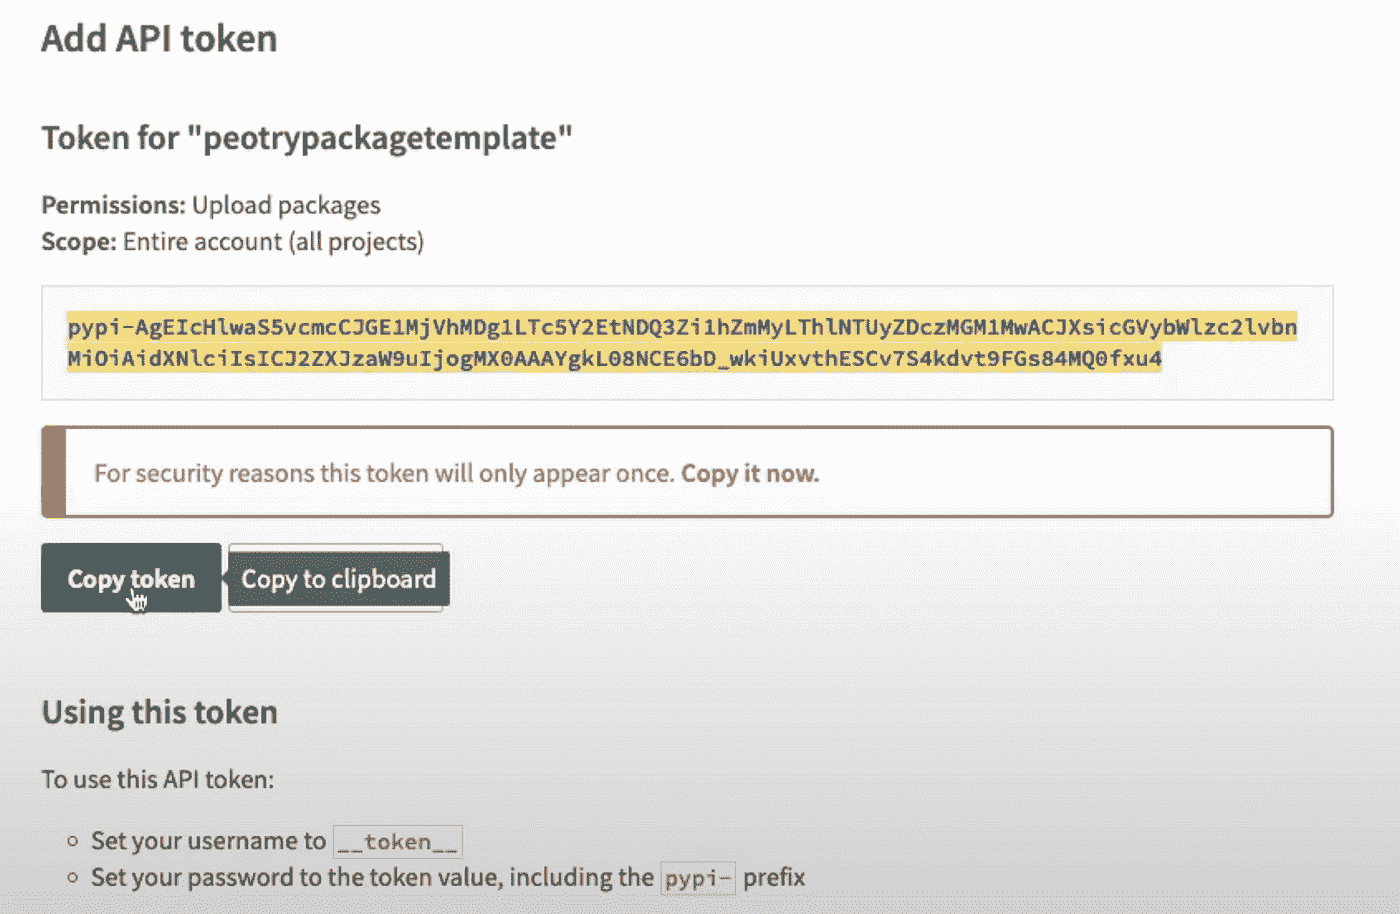 Add API token
Token for "peotrypackagetemplate"
Permissions: Upload packages
Scope: Entire account (all projects)
pypi-AgEIcHlwaS5vcmcCJGE1MjVhMDg1LTc5Y2EtNDQ3Zi1hZmMyLThlNTUyZDczMGM1MwACJXsicGVybWlzc2lvbn
MiOiAidXNlciIsICJ2ZXJzaW9uIjogMX0AAAYgkL08NCE6bD_wkiUxvthESCv7S4kdvt9FGs84MQ0fxu4
For security reasons this token will only appear once. Copy it now.
Copy token Copy to clipboard
Using this token
To use this API token:
Set your username to __token__
Set your password to the token value, including the pypi- prefix